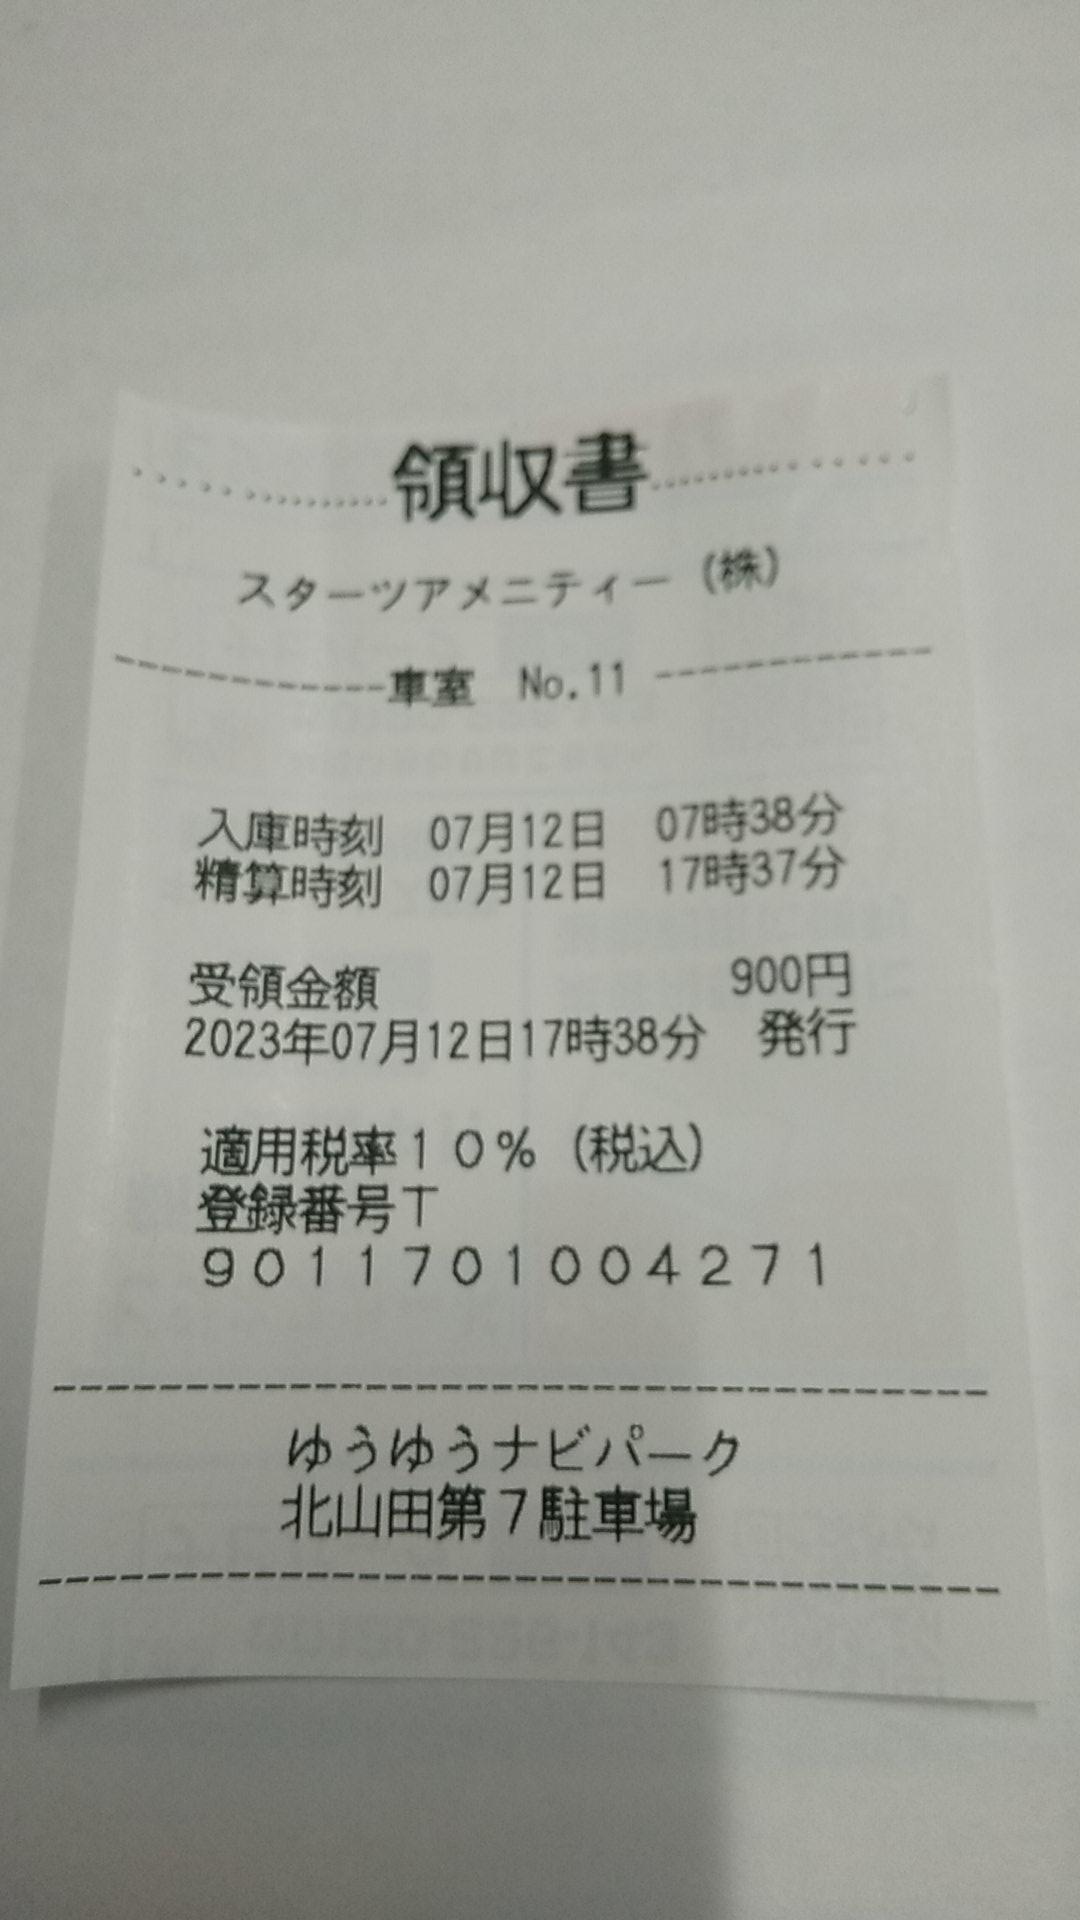 領収書
スターツアメニティー (株)
車室 No.11
入庫時刻 07月12日 07時38分
精算時刻 07月12日 17時37分
受領金額 900円
2023年07月12日17時38分 発行
適用税率10% (税込)
登録番号T
9011701004271
ゆうゆうナビパーク
北山田第7駐車場